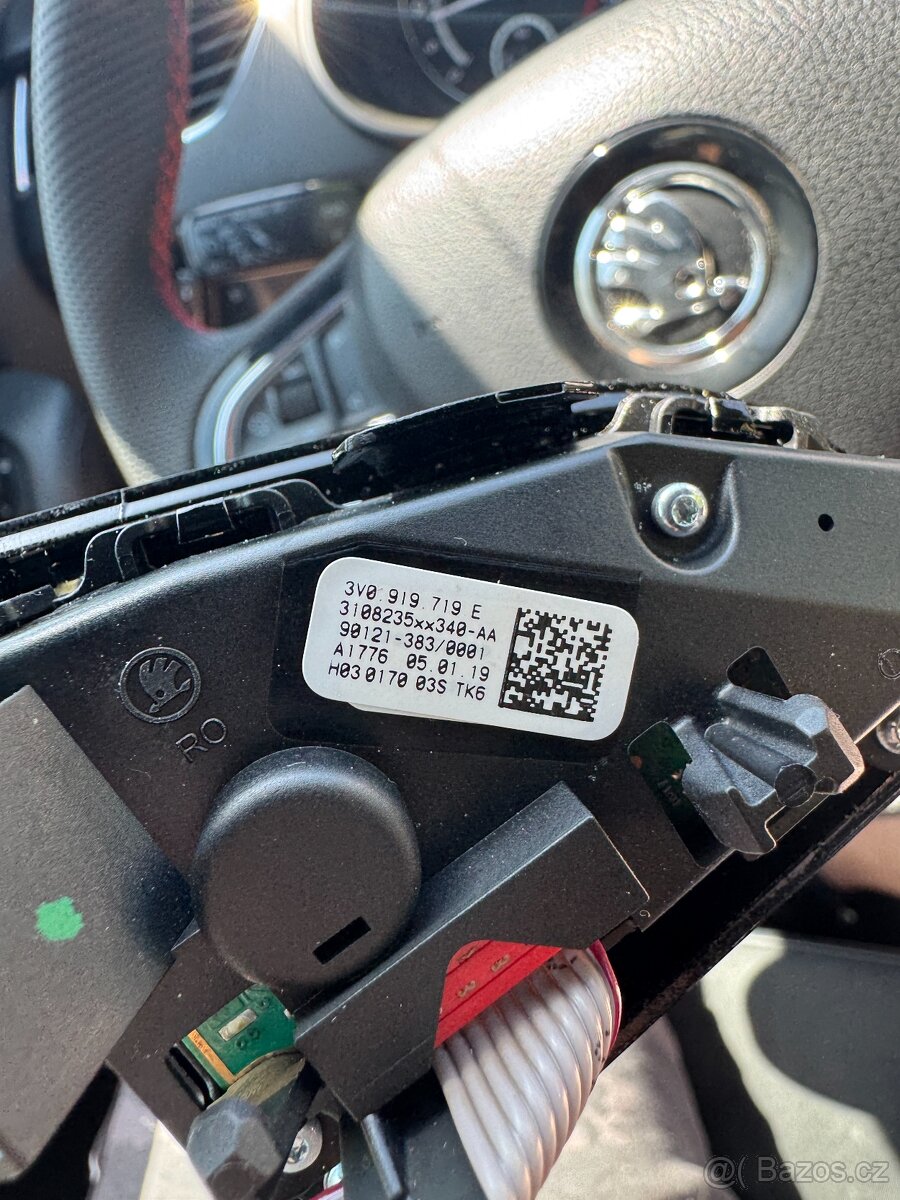 3V0.919.719 E
3108235xx340-AA
90121-383/0001
A1776 05.01.19
H03 0170 03S TK6
RO
@( Bazos.cz